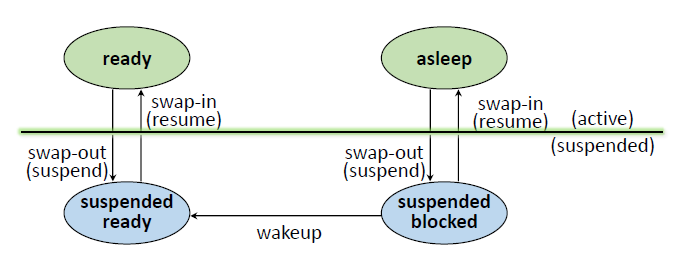 ready
asleep
swap-in
(resume)
swap-in
(resume)
(active)
(suspended)
swap-out
(suspend)
swap-out
(suspend)
suspended
ready
suspended
blocked
wakeup